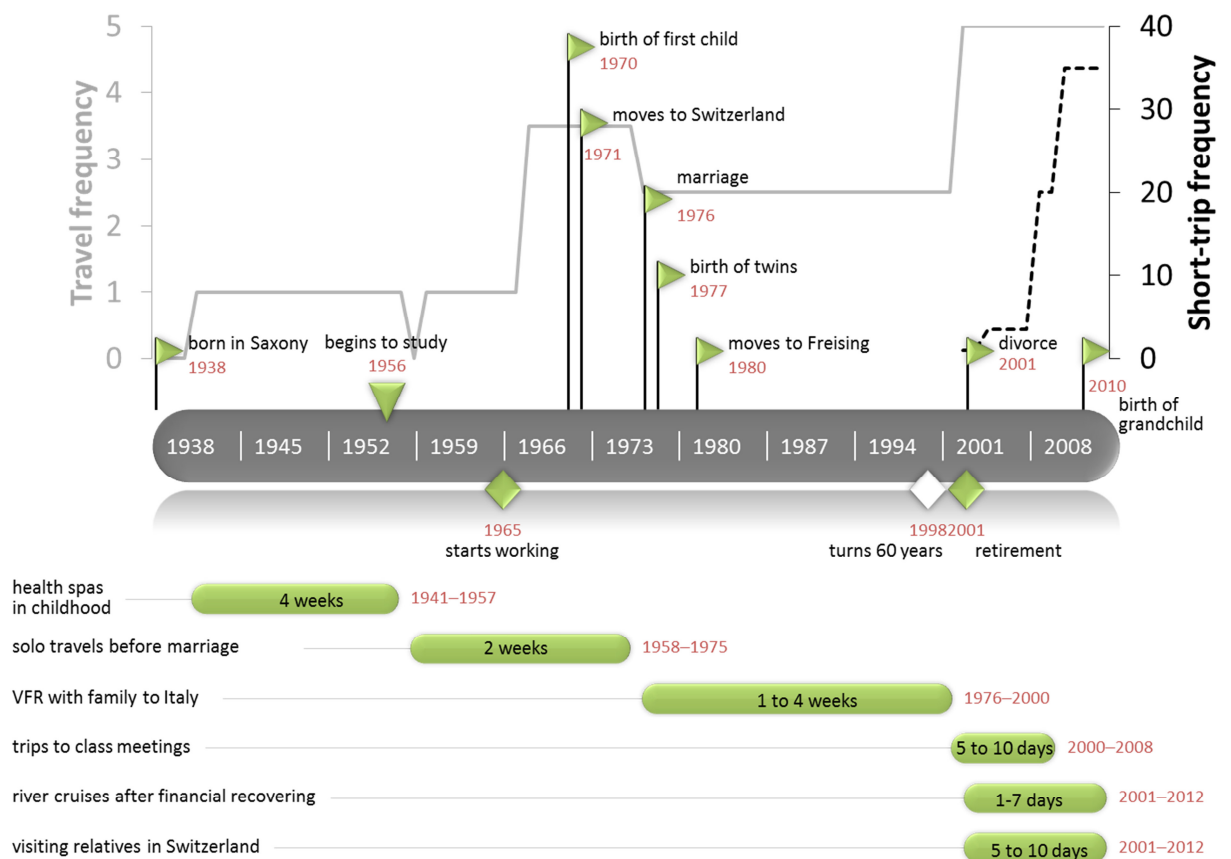 5
4
3
2
1
0
Travel frequency
40
30
20
10
0
Short-trip frequency
birth of first child
1970
moves to Switzerland
1971
marriage
1976
birth of twins
1977
born in Saxony
1938
begins to study
1956
moves to Freising
1980
divorce
2001
2010
birth of
grandchild
1938 1945 1952 1959 1966 1973 1980 1987 1994 2001 2008
1965
starts working
1998
turns 60 years
2001
retirement
health spas
in childhood
4 weeks
1941–1957
solo travels before marriage
2 weeks
1958–1975
VFR with family to Italy
1 to 4 weeks
1976–2000
trips to class meetings
5 to 10 days
2000–2008
river cruises after financial recovering
1-7 days
2001–2012
visiting relatives in Switzerland
5 to 10 days
2001–2012